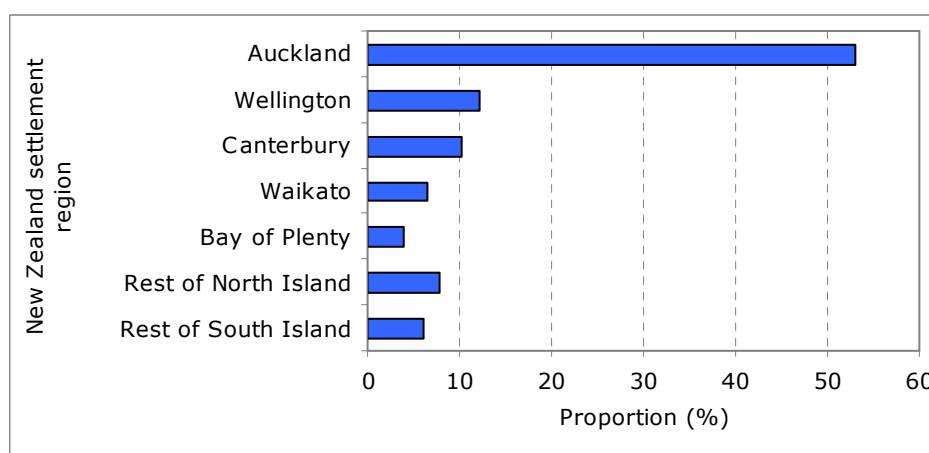 New Zealand settlement
region
Auckland
Wellington
Canterbury
Waikato
Bay of Plenty
Rest of North Island
Rest of South Island
0 10 20 30 40 50 60
Proportion (%)